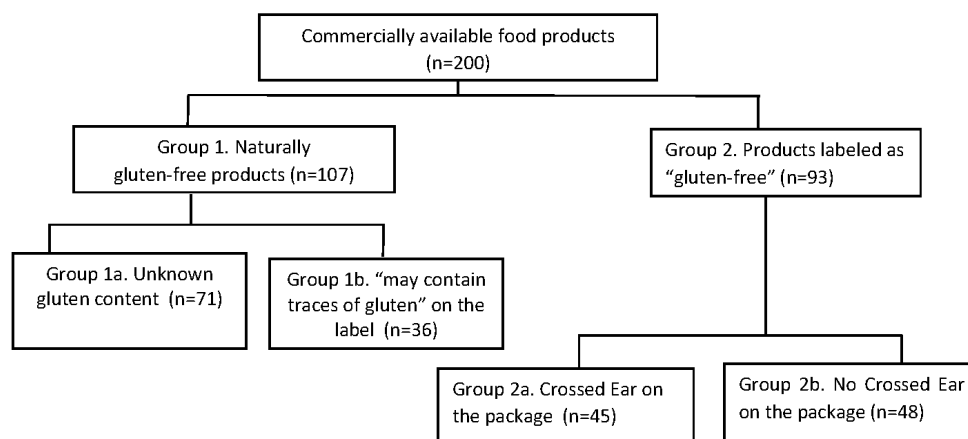 Commercially available food products
(n=200)
Group 1. Naturally
gluten-free products (n=107)
Group 2. Products labeled as
“gluten-free” (n=93)
Group 1a. Unknown
gluten content (n=71)
Group 1b. “may contain
traces of gluten” on the
label (n=36)
Group 2a. Crossed Ear on
the package (n=45)
Group 2b. No Crossed Ear
on the package (n=48)